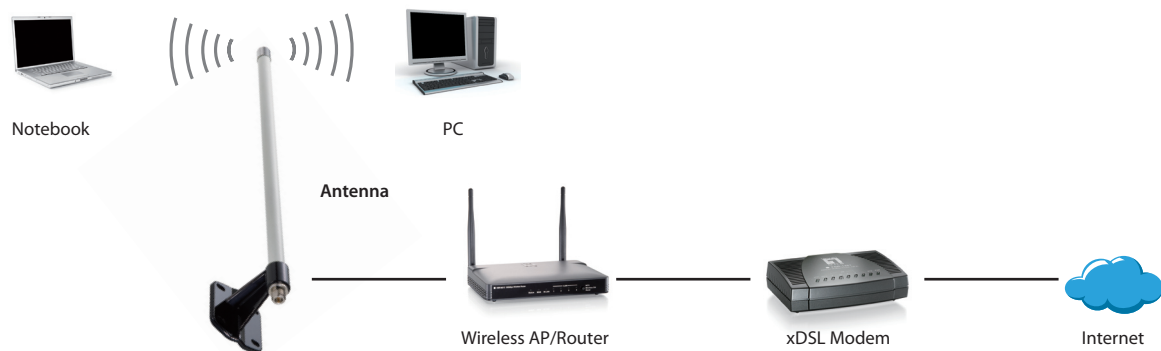 Notebook
PC
Antenna
Wireless AP/Router
xDSL Modem
Internet